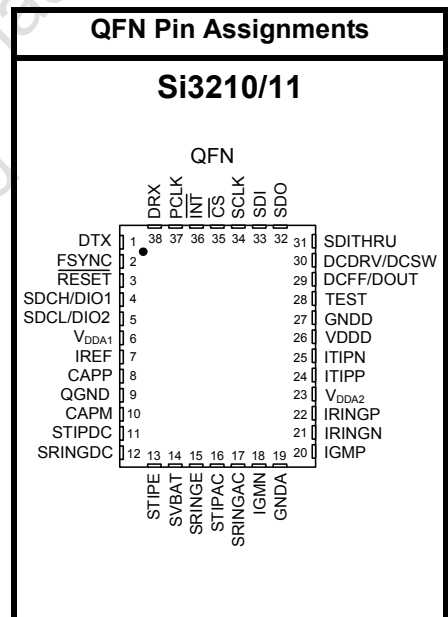 QFN Pin Assignments
Si3210/11
QFN
DRX
PCLK
INT
CS
SCLK
SDI
SDO
38 37 36 35 34 33 32
DTX 1
FSYNC 2
RESET 3
SDCH/DIO1 4
SDCL/DIO2 5
VDDA1 6
IREF 7
CAPP 8
QGND 9
CAPM 10
STIPDC 11
SRINGDC 12
31 SDITHRU
30 DCDRV/DCSW
29 DCFF/DOUT
28 TEST
27 GNDD
26 VDDD
25 ITIPN
24 ITIPP
23 VDDA2
22 IRINGP
21 IRINGN
20 IGMP
13 14 15 16 17 18 19
STIPE
SVBAT
SRINGE
STIPAC
SRINGAC
IGMN
GNDA